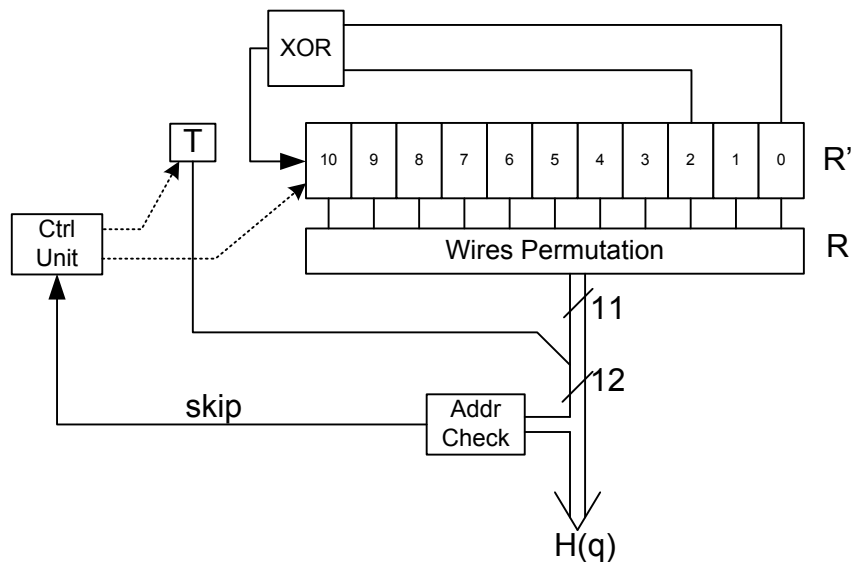 XOR
T
10 9 8 7 6 5 4 3 2 1 0
R’
Ctrl
Unit
Wires Permutation
R
11
12
skip
Addr
Check
H(q)